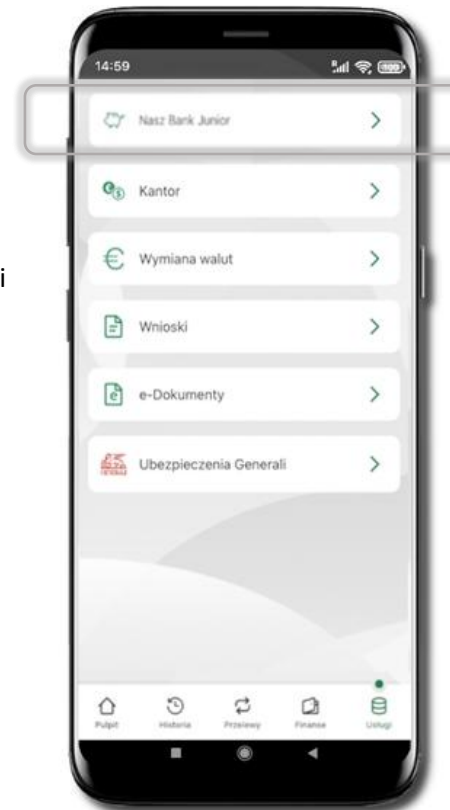 14:59
Nasz Bank Junior
Kantor
Wymiana walut
i
Wnioski
e-Dokumenty
Ubezpieczenia Generali
Pulpit Historia Przelewy Finanse Usługi